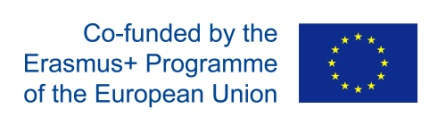 Co-funded by the
Erasmus+ Programme
of the European Union